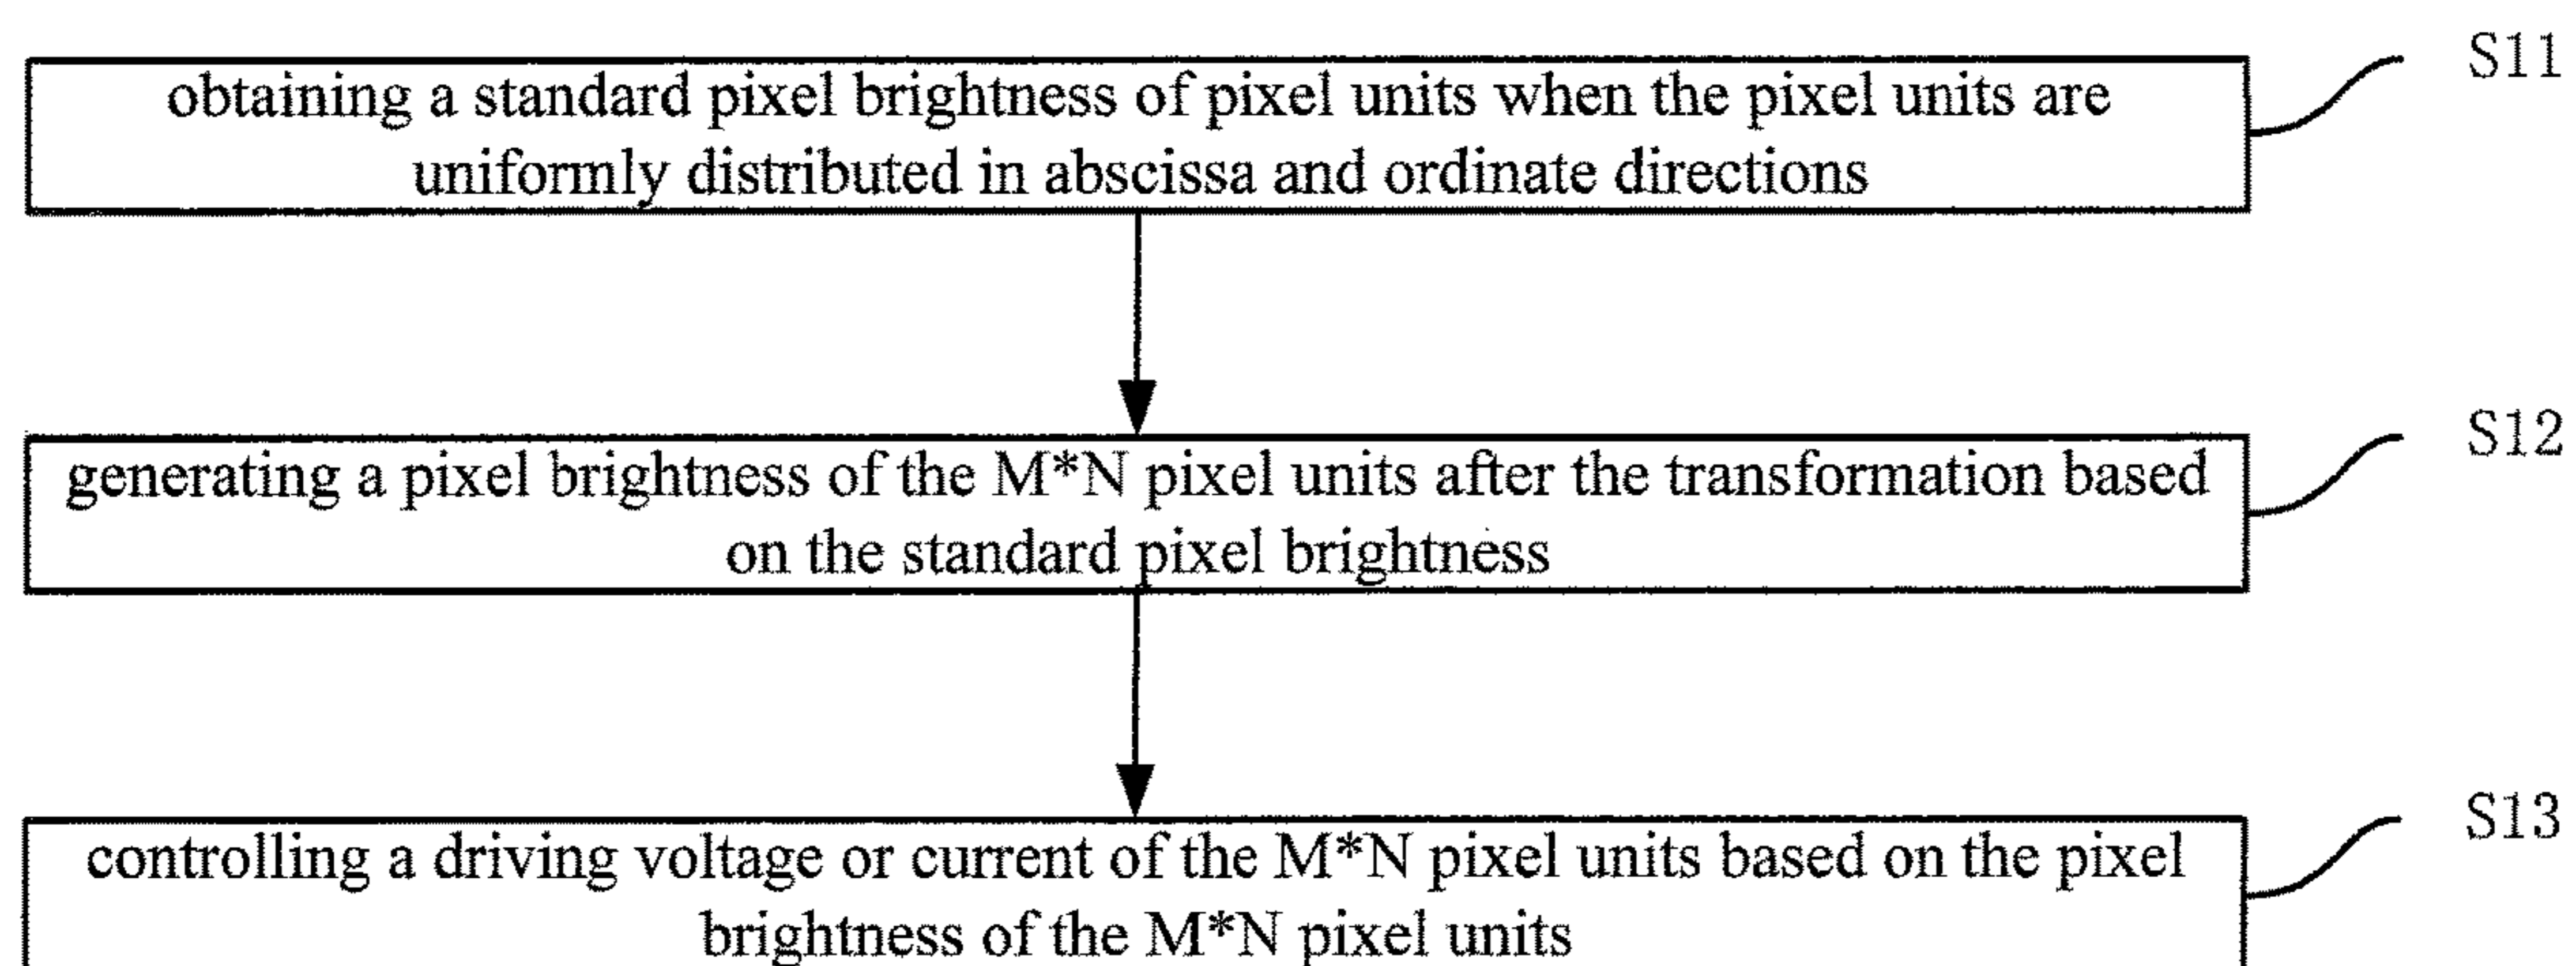 S11
obtaining a standard pixel brightness of pixel units when the pixel units are
uniformly distributed in abscissa and ordinate directions
S12
generating a pixel brightness of the M*N pixel units after the transformation based
on the standard pixel brightness
S13
controlling a driving voltage or current of the M*N pixel units based on the pixel
brightness of the M*N pixel units